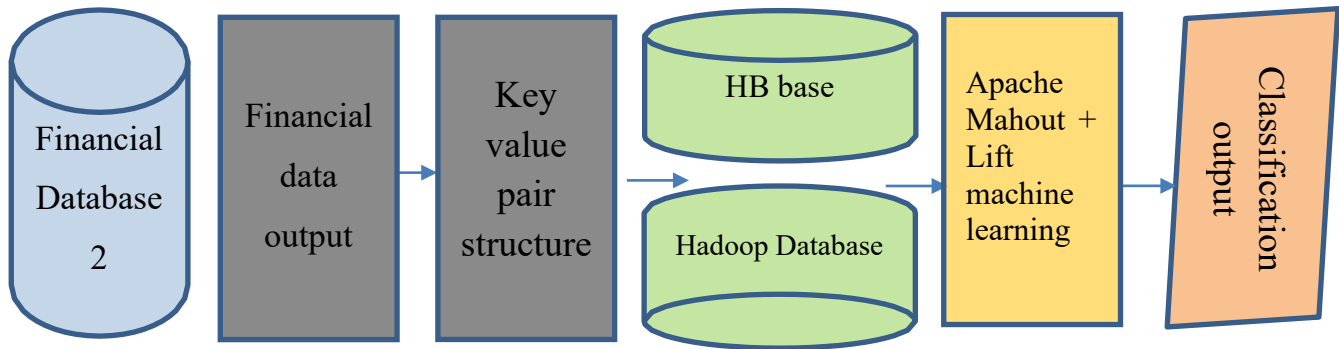 Financial
Database
2
Financial
data
output
Key
value
pair
structure
HB base
Hadoop Database
Apache
Mahout +
Lift
machine
learning
Classification
output